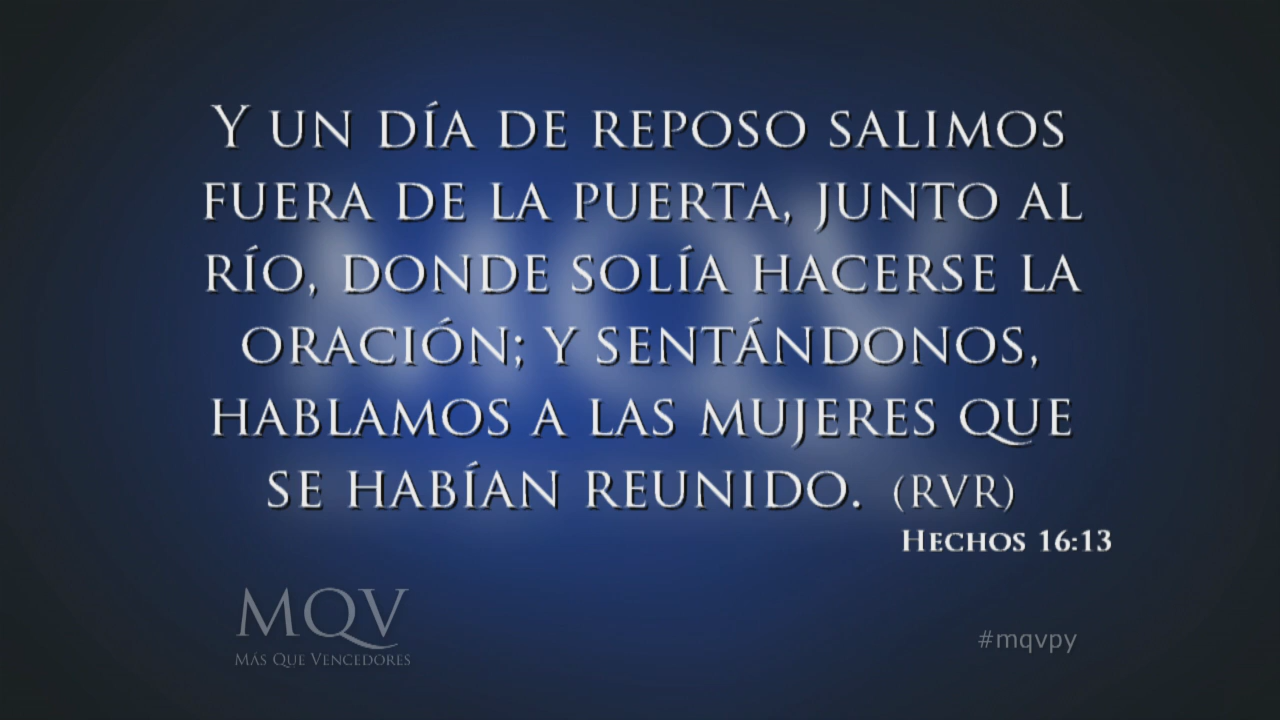 Y UN DÍA DE REPOSO SALIMOS
FUERA DE LA PUERTA, JUNTO AL
RÍO, DONDE SOLÍA HACERSE LA
ORACIÓN; Y SENTÁNDONOS,
HABLAMOS A LAS MUJERES QUE
SE HABÍAN REUNIDO. (RVR)
HECHOS 16:13
MQV
MÁS QUE VENCEDORES
#mqvpy